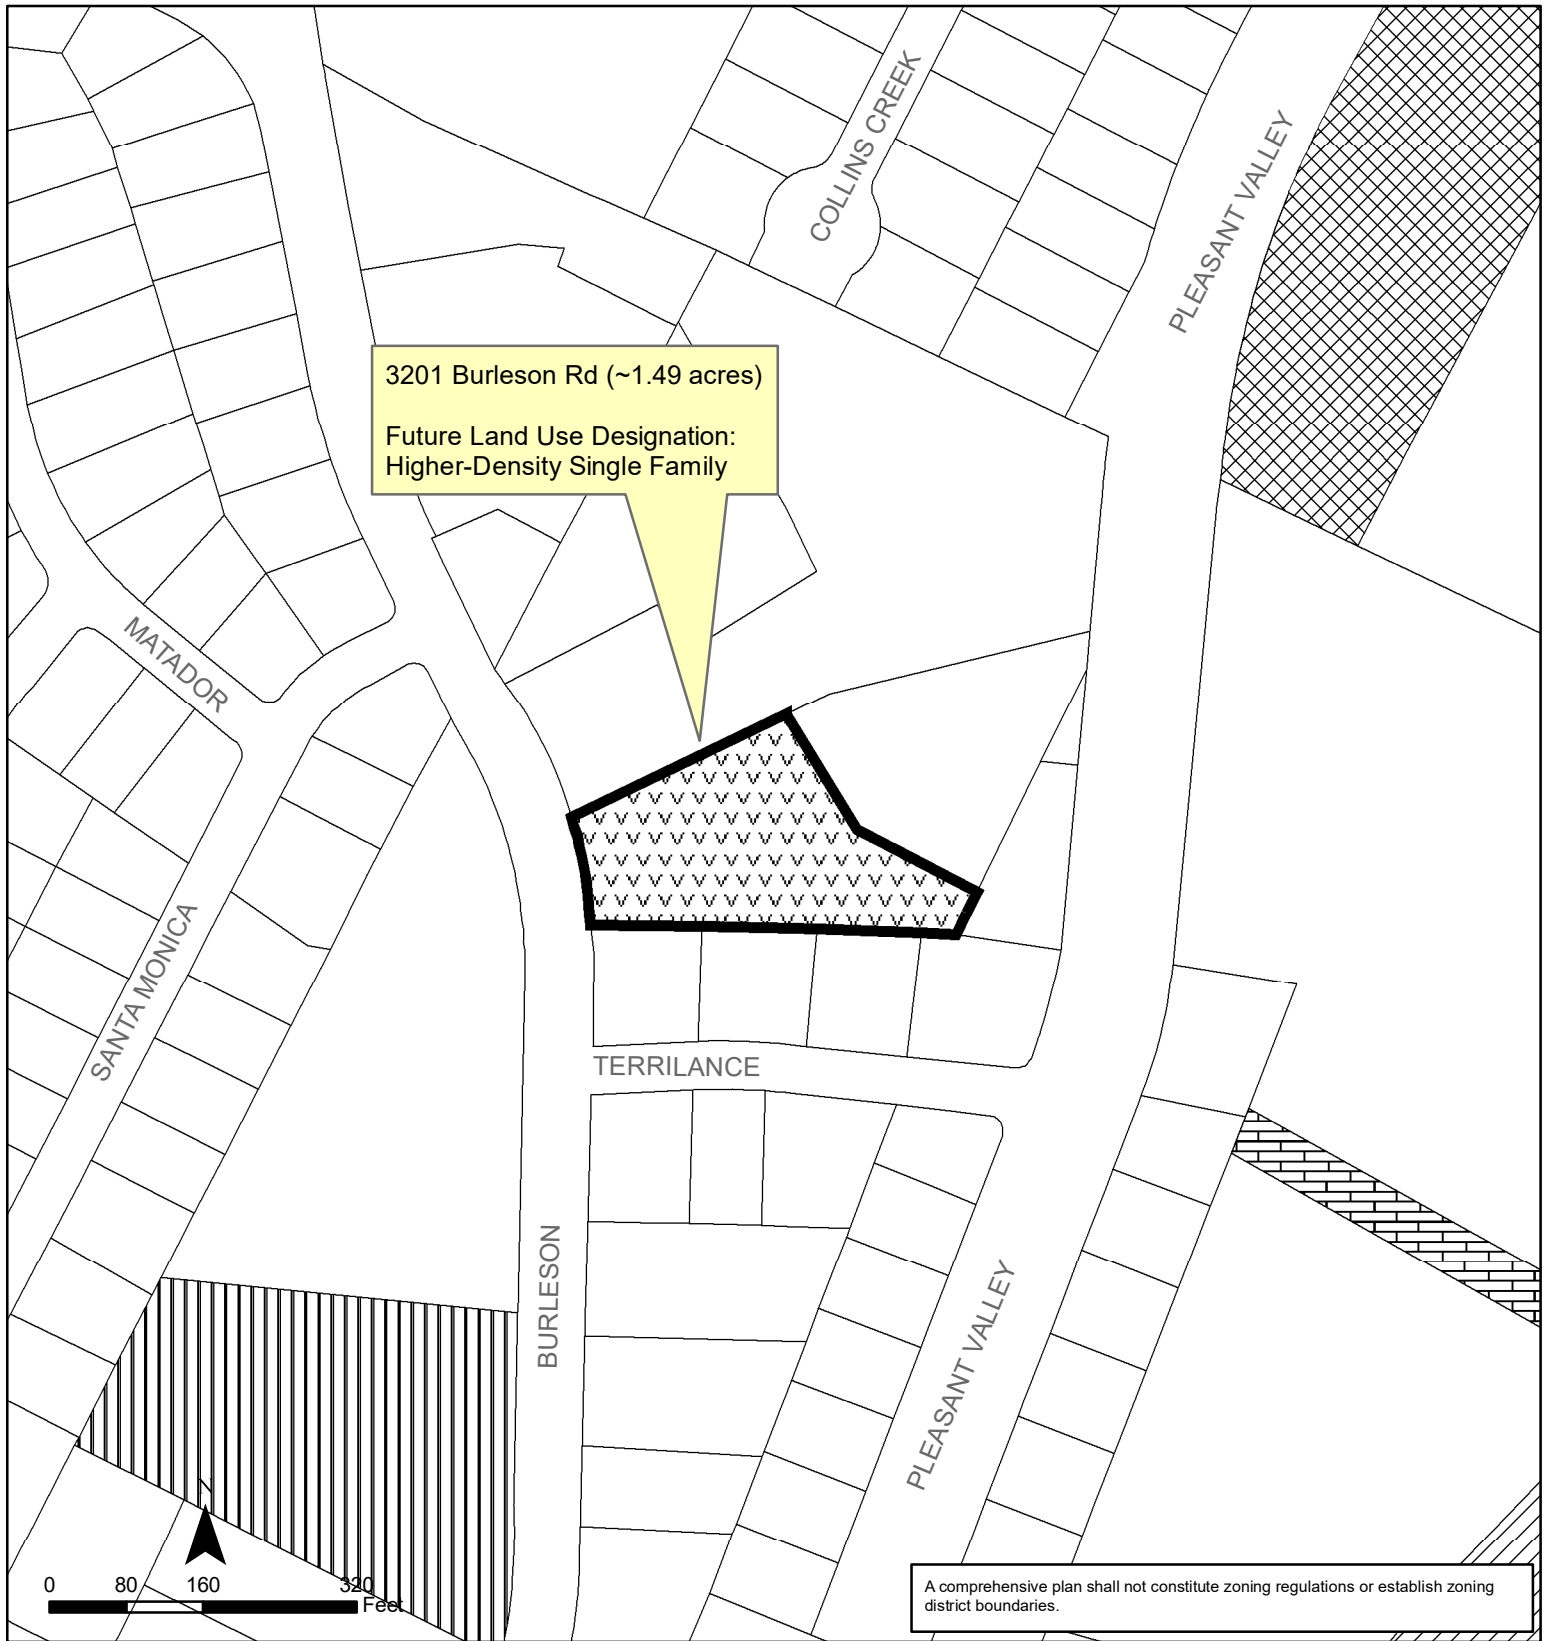 COLLINS CREEK
PLEASANT VALLEY
3201 Burleson Rd (~1.49 acres)
Future Land Use Designation:
Higher-Density Single Family
MATADOR
SANTA MONICA
TERRILANCE
BURLESON
PLEASANT VALLEY
N
0 80 160 320
Feet
A comprehensive plan shall not constitute zoning regulations or establish zoning
district boundaries.